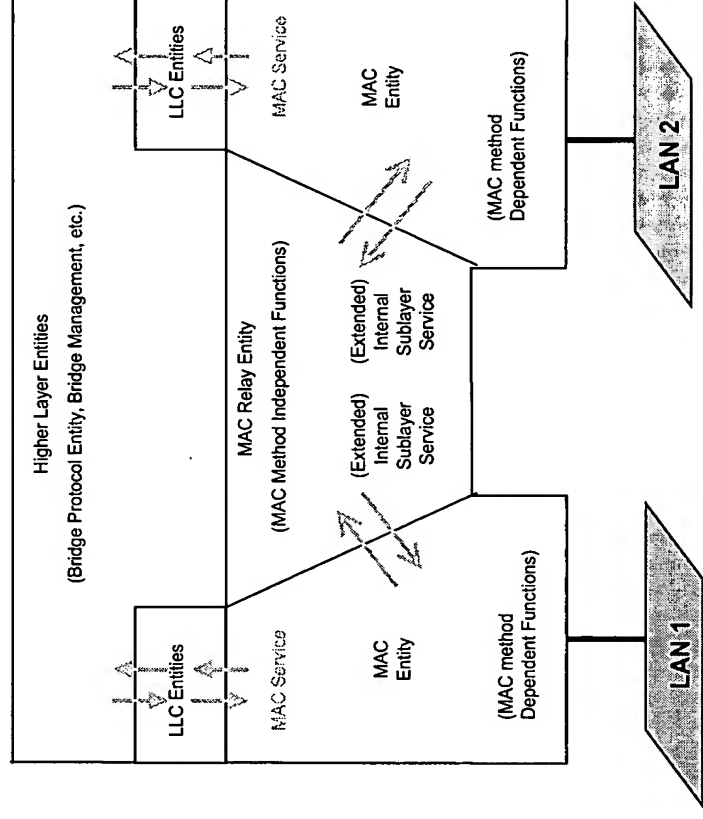 Higher Layer Entities
(Bridge Protocol Entity, Bridge Management, etc.)
LLC Entities
LLC Entities
MAC Service
MAC Relay Entity
(MAC Method Independent Functions)
MAC Service
MAC
Entity
(Extended)
Internal
Sublayer
Service
(Extended)
Internal
Sublayer
Service
MAC
Entity
(MAC method
Dependent Functions)
(MAC method
Dependent Functions)
LAN 1
LAN 2